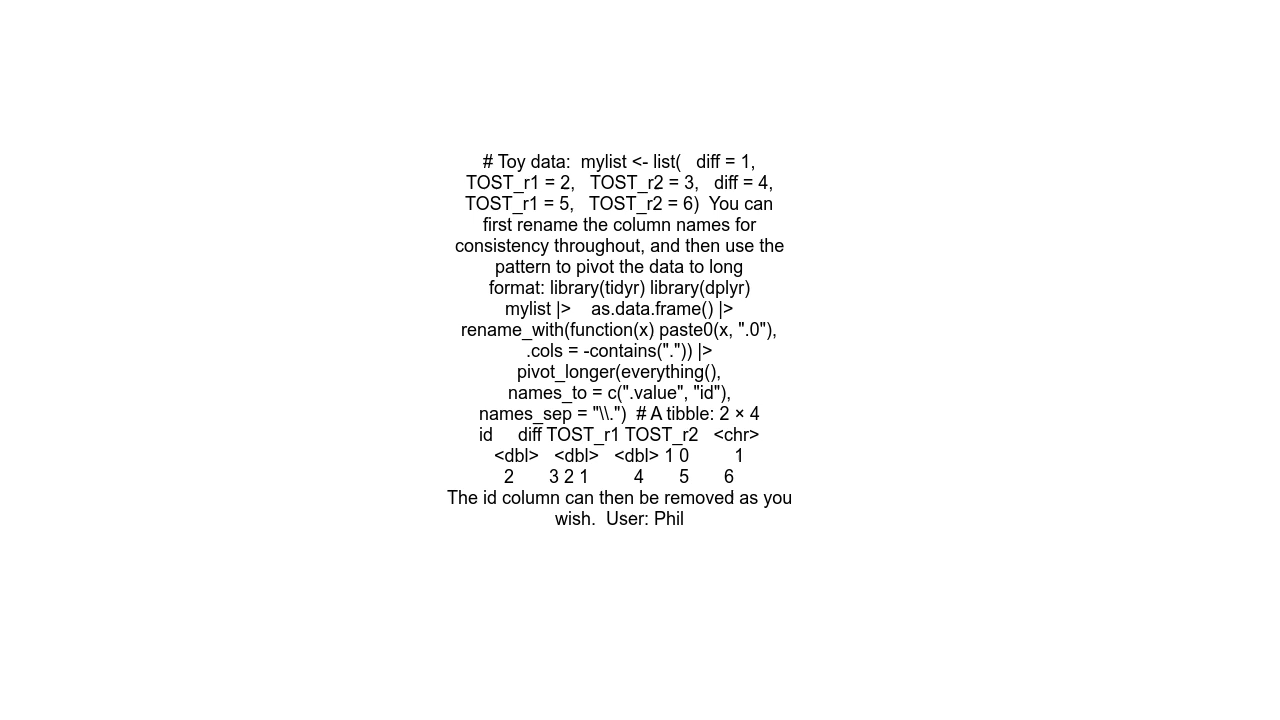 # Toy data:  mylist <- list(   diff = 1,
TOST_r1 = 2,   TOST_r2 = 3,   diff = 4,
TOST_r1 = 5,   TOST_r2 = 6)  You can
first rename the column names for
consistency throughout, and then use the
pattern to pivot the data to long
format: library(tidyr) library(dplyr)
mylist |>    as.data.frame() |>
rename_with(function(x) paste0(x, ".0"),
.cols = -contains(".")) |>
pivot_longer(everything(),
names_to = c(".value", "id"),
names_sep = "\\.")  # A tibble: 2 × 4
id     diff TOST_r1 TOST_r2   <chr>
<dbl>   <dbl>   <dbl> 1 0         1
2       3 2 1         4       5       6
The id column can then be removed as you
wish.  User: Phil